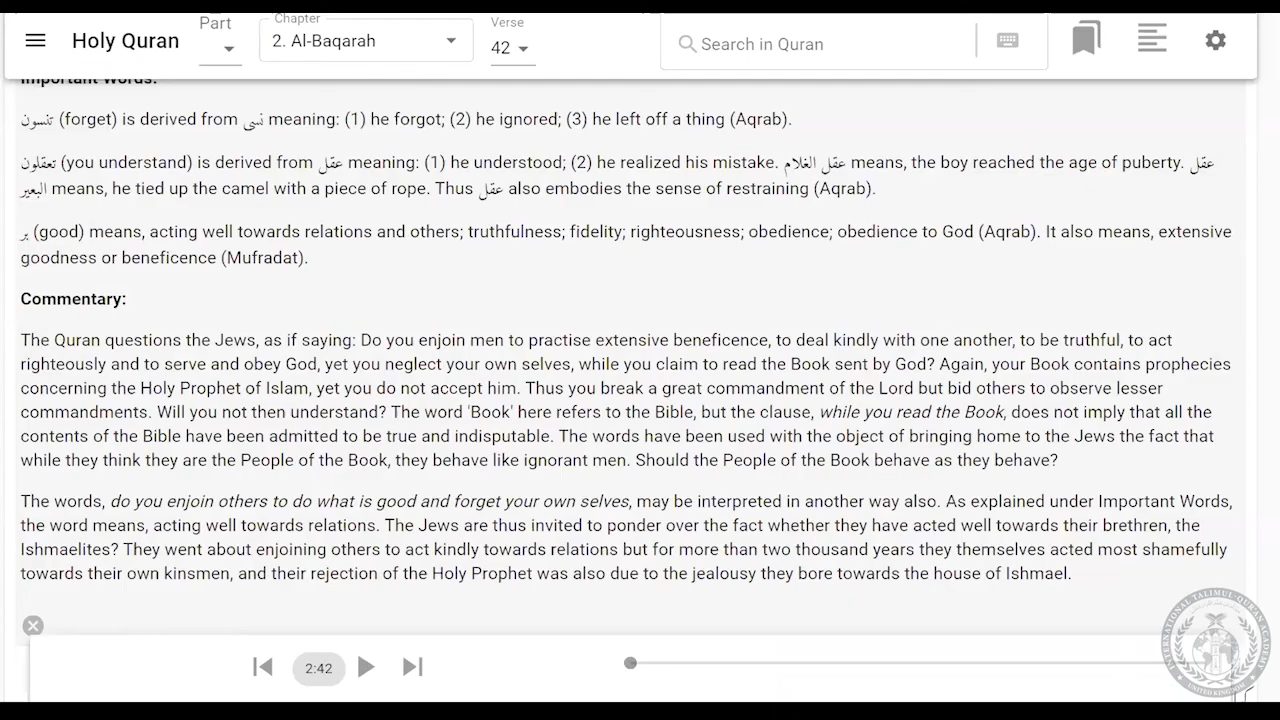 Holy Quran
Part
Chapter
2. Al-Baqarah
Verse
42
Search in Quran
Important Words:
تنسون (forget) is derived from نسی meaning: (1) he forgot; (2) he ignored; (3) he left off a thing (Aqrab).
تعقلون (you understand) is derived from عقل meaning: (1) he understood; (2) he realized his mistake. عقل الغلام means, the boy reached the age of puberty. عقل
البعیر means, he tied up the camel with a piece of rope. Thus عقل also embodies the sense of restraining (Aqrab).
بر (good) means, acting well towards relations and others; truthfulness; fidelity; righteousness; obedience; obedience to God (Aqrab). It also means, extensive
goodness or beneficence (Mufradat).
Commentary:
The Quran questions the Jews, as if saying: Do you enjoin men to practise extensive beneficence, to deal kindly with one another, to be truthful, to act
righteously and to serve and obey God, yet you neglect your own selves, while you claim to read the Book sent by God? Again, your Book contains prophecies
concerning the Holy Prophet of Islam, yet you do not accept him. Thus you break a great commandment of the Lord but bid others to observe lesser
commandments. Will you not then understand? The word 'Book' here refers to the Bible, but the clause, while you read the Book, does not imply that all the
contents of the Bible have been admitted to be true and indisputable. The words have been used with the object of bringing home to the Jews the fact that
while they think they are the People of the Book, they behave like ignorant men. Should the People of the Book behave as they behave?
The words, do you enjoin others to do what is good and forget your own selves, may be interpreted in another way also. As explained under Important Words,
the word means, acting well towards relations. The Jews are thus invited to ponder over the fact whether they have acted well towards their brethren, the
Ishmaelites? They went about enjoining others to act kindly towards relations but for more than two thousand years they themselves acted most shamefully
towards their own kinsmen, and their rejection of the Holy Prophet was also due to the jealousy they bore towards the house of Ishmael.
2:42
INTERNATIONAL TALIMUL-QURAN ACADEMY
UNITED KINGDOM